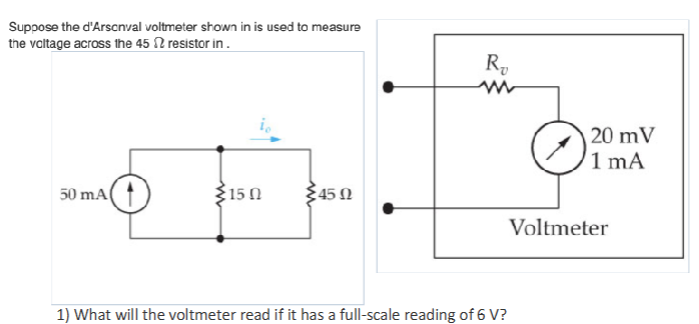 Suppose the d'Arsonval voltmeter shown in is used to measure
the voltage across the 45 Ω resistor in .
R_v
i_o
20 mV
1 mA
50 mA
15 Ω
45 Ω
Voltmeter
1) What will the voltmeter read if it has a full-scale reading of 6 V?